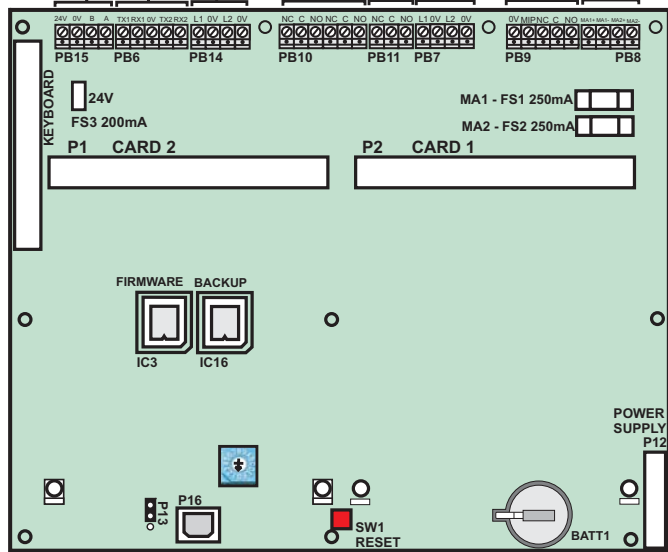 24V 0V B A TX1 RX1 0V TX2 RX2 L1 0V L2 0V NC C NO NC C NO NC C NO L1 0V L2 0V 0V MIP NC C NO MA1+ MA1- MA2+ MA2-
PB15 PB6 PB14 PB10 PB11 PB7 PB9 PB8
KEYBOARD
24V
FS3 200mA
MA1 - FS1 250mA
MA2 - FS2 250mA
P1 CARD 2
P2 CARD 1
FIRMWARE BACKUP
IC3 IC16
POWER
SUPPLY
P12
P13
P16
SW1
RESET
BATT1